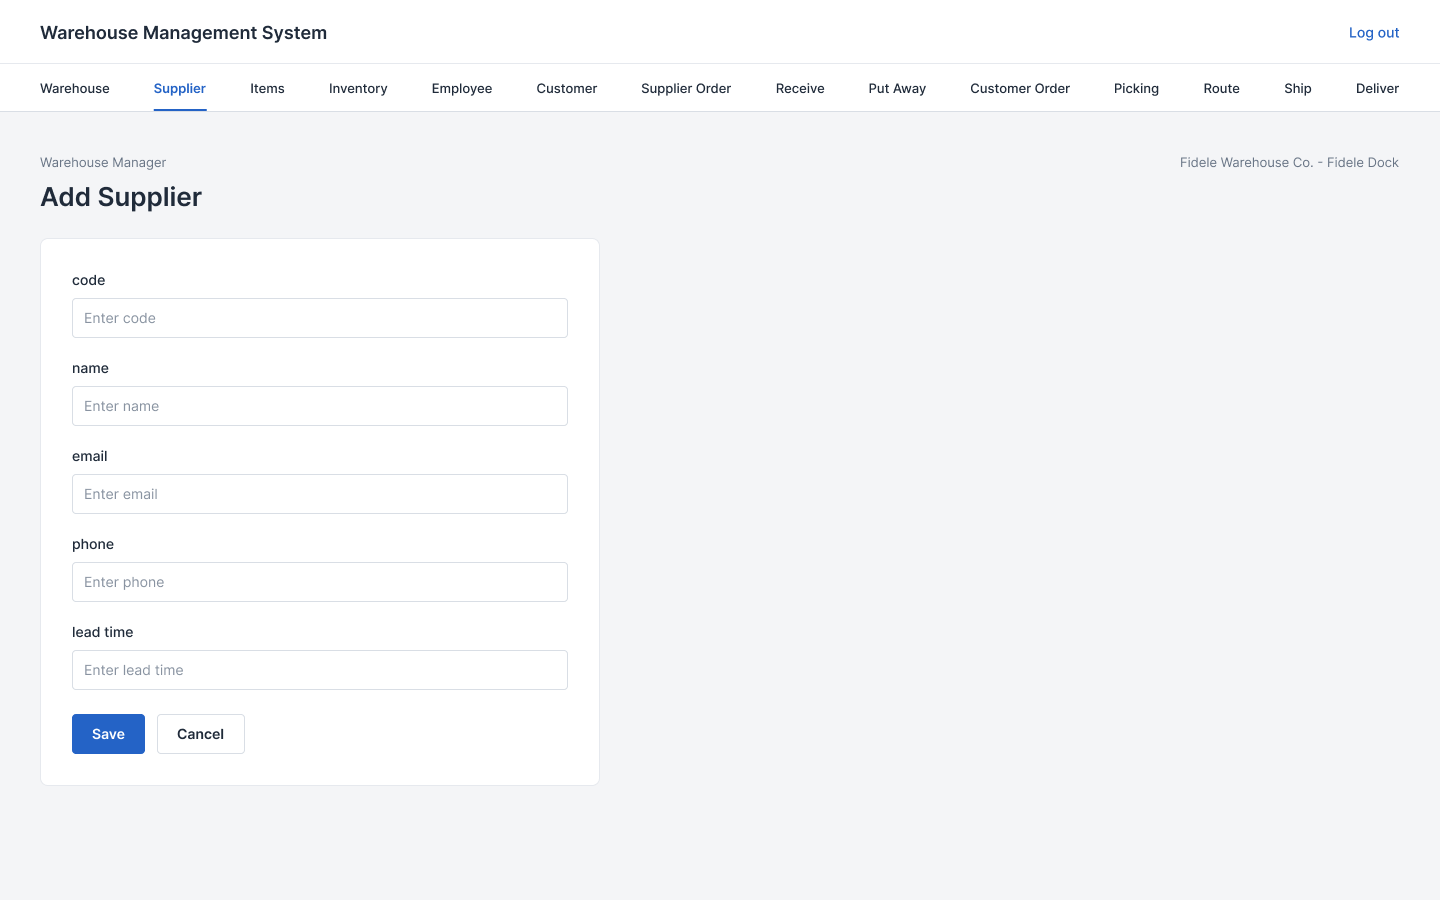 Warehouse Management System
Log out
Warehouse Supplier Items Inventory Employee Customer Supplier Order Receive Put Away Customer Order Picking Route Ship Deliver
Warehouse Manager
Fidele Warehouse Co. - Fidele Dock
Add Supplier
code
Enter code
name
Enter name
email
Enter email
phone
Enter phone
lead time
Enter lead time
Save Cancel